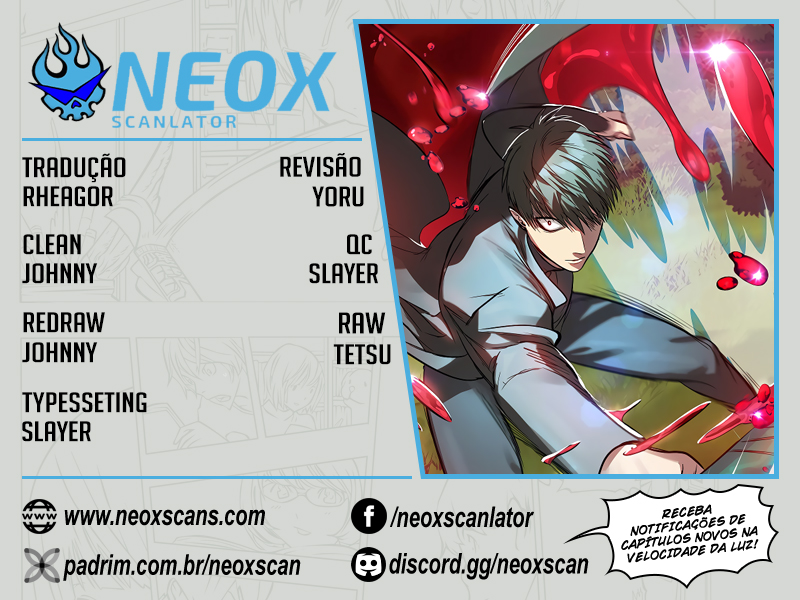 NEOX
SCANLATOR
TRADUÇÃO
RHEAGOR
REVISÃO
YORU
CLEAN
JOHNNY
QC
SLAYER
REDRAW
JOHNNY
RAW
TETSU
TYPESSETING
SLAYER
www.neoxscans.com
/neoxscanlator
padrim.com.br/neoxscan
discord.gg/neoxscan
RECEBA
NOTIFICAÇÕES DE
CAPÍTULOS NOVOS NA
VELOCIDADE DA LUZ!